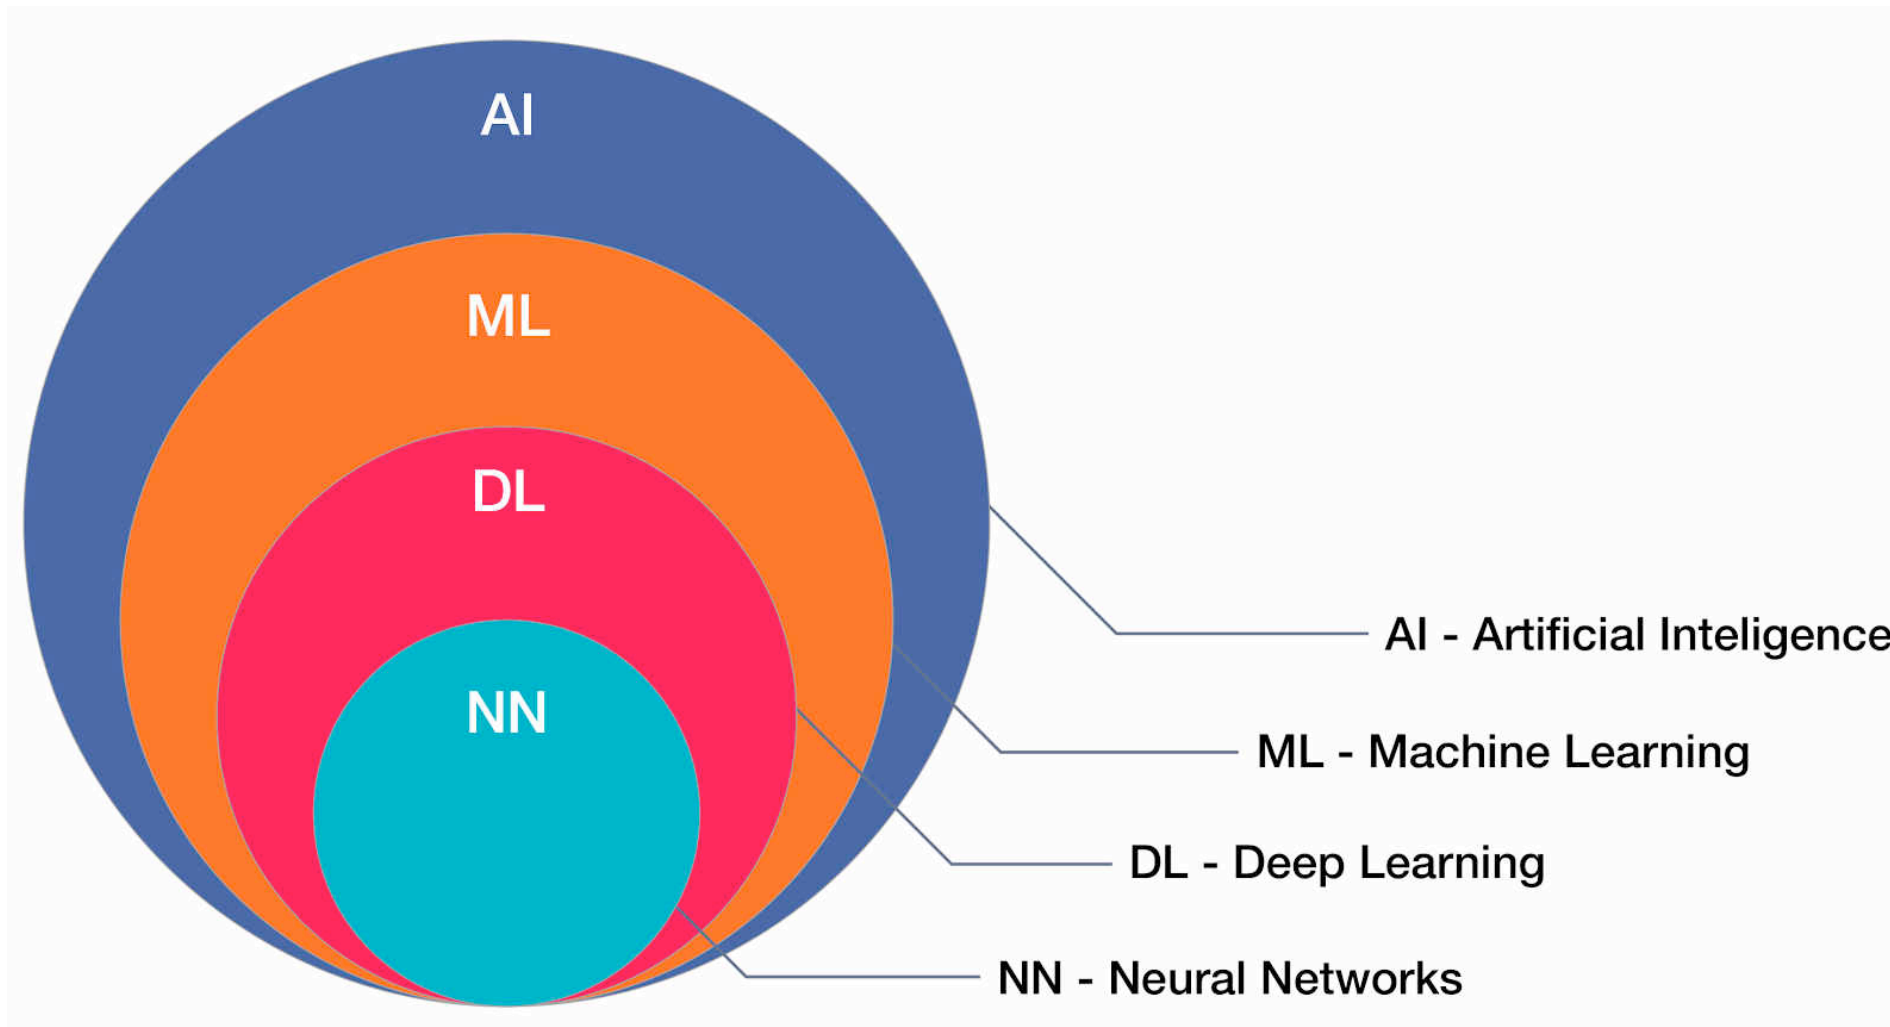 AI
ML
DL
NN
AI - Artificial Inteligence
ML - Machine Learning
DL - Deep Learning
NN - Neural Networks